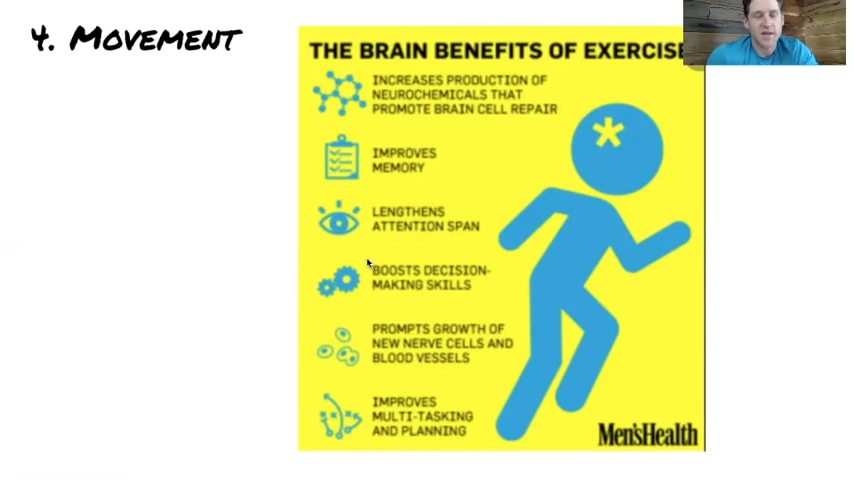 4. MOVEMENT
THE BRAIN BENEFITS OF EXERCISE
INCREASES PRODUCTION OF
NEUROCHEMICALS THAT
PROMOTE BRAIN CELL REPAIR
IMPROVES
MEMORY
LENGTHENS
ATTENTION SPAN
BOOSTS DECISION-
MAKING SKILLS
PROMPTS GROWTH OF
NEW NERVE CELLS AND
BLOOD VESSELS
IMPROVES
MULTI-TASKING
AND PLANNING
Men'sHealth